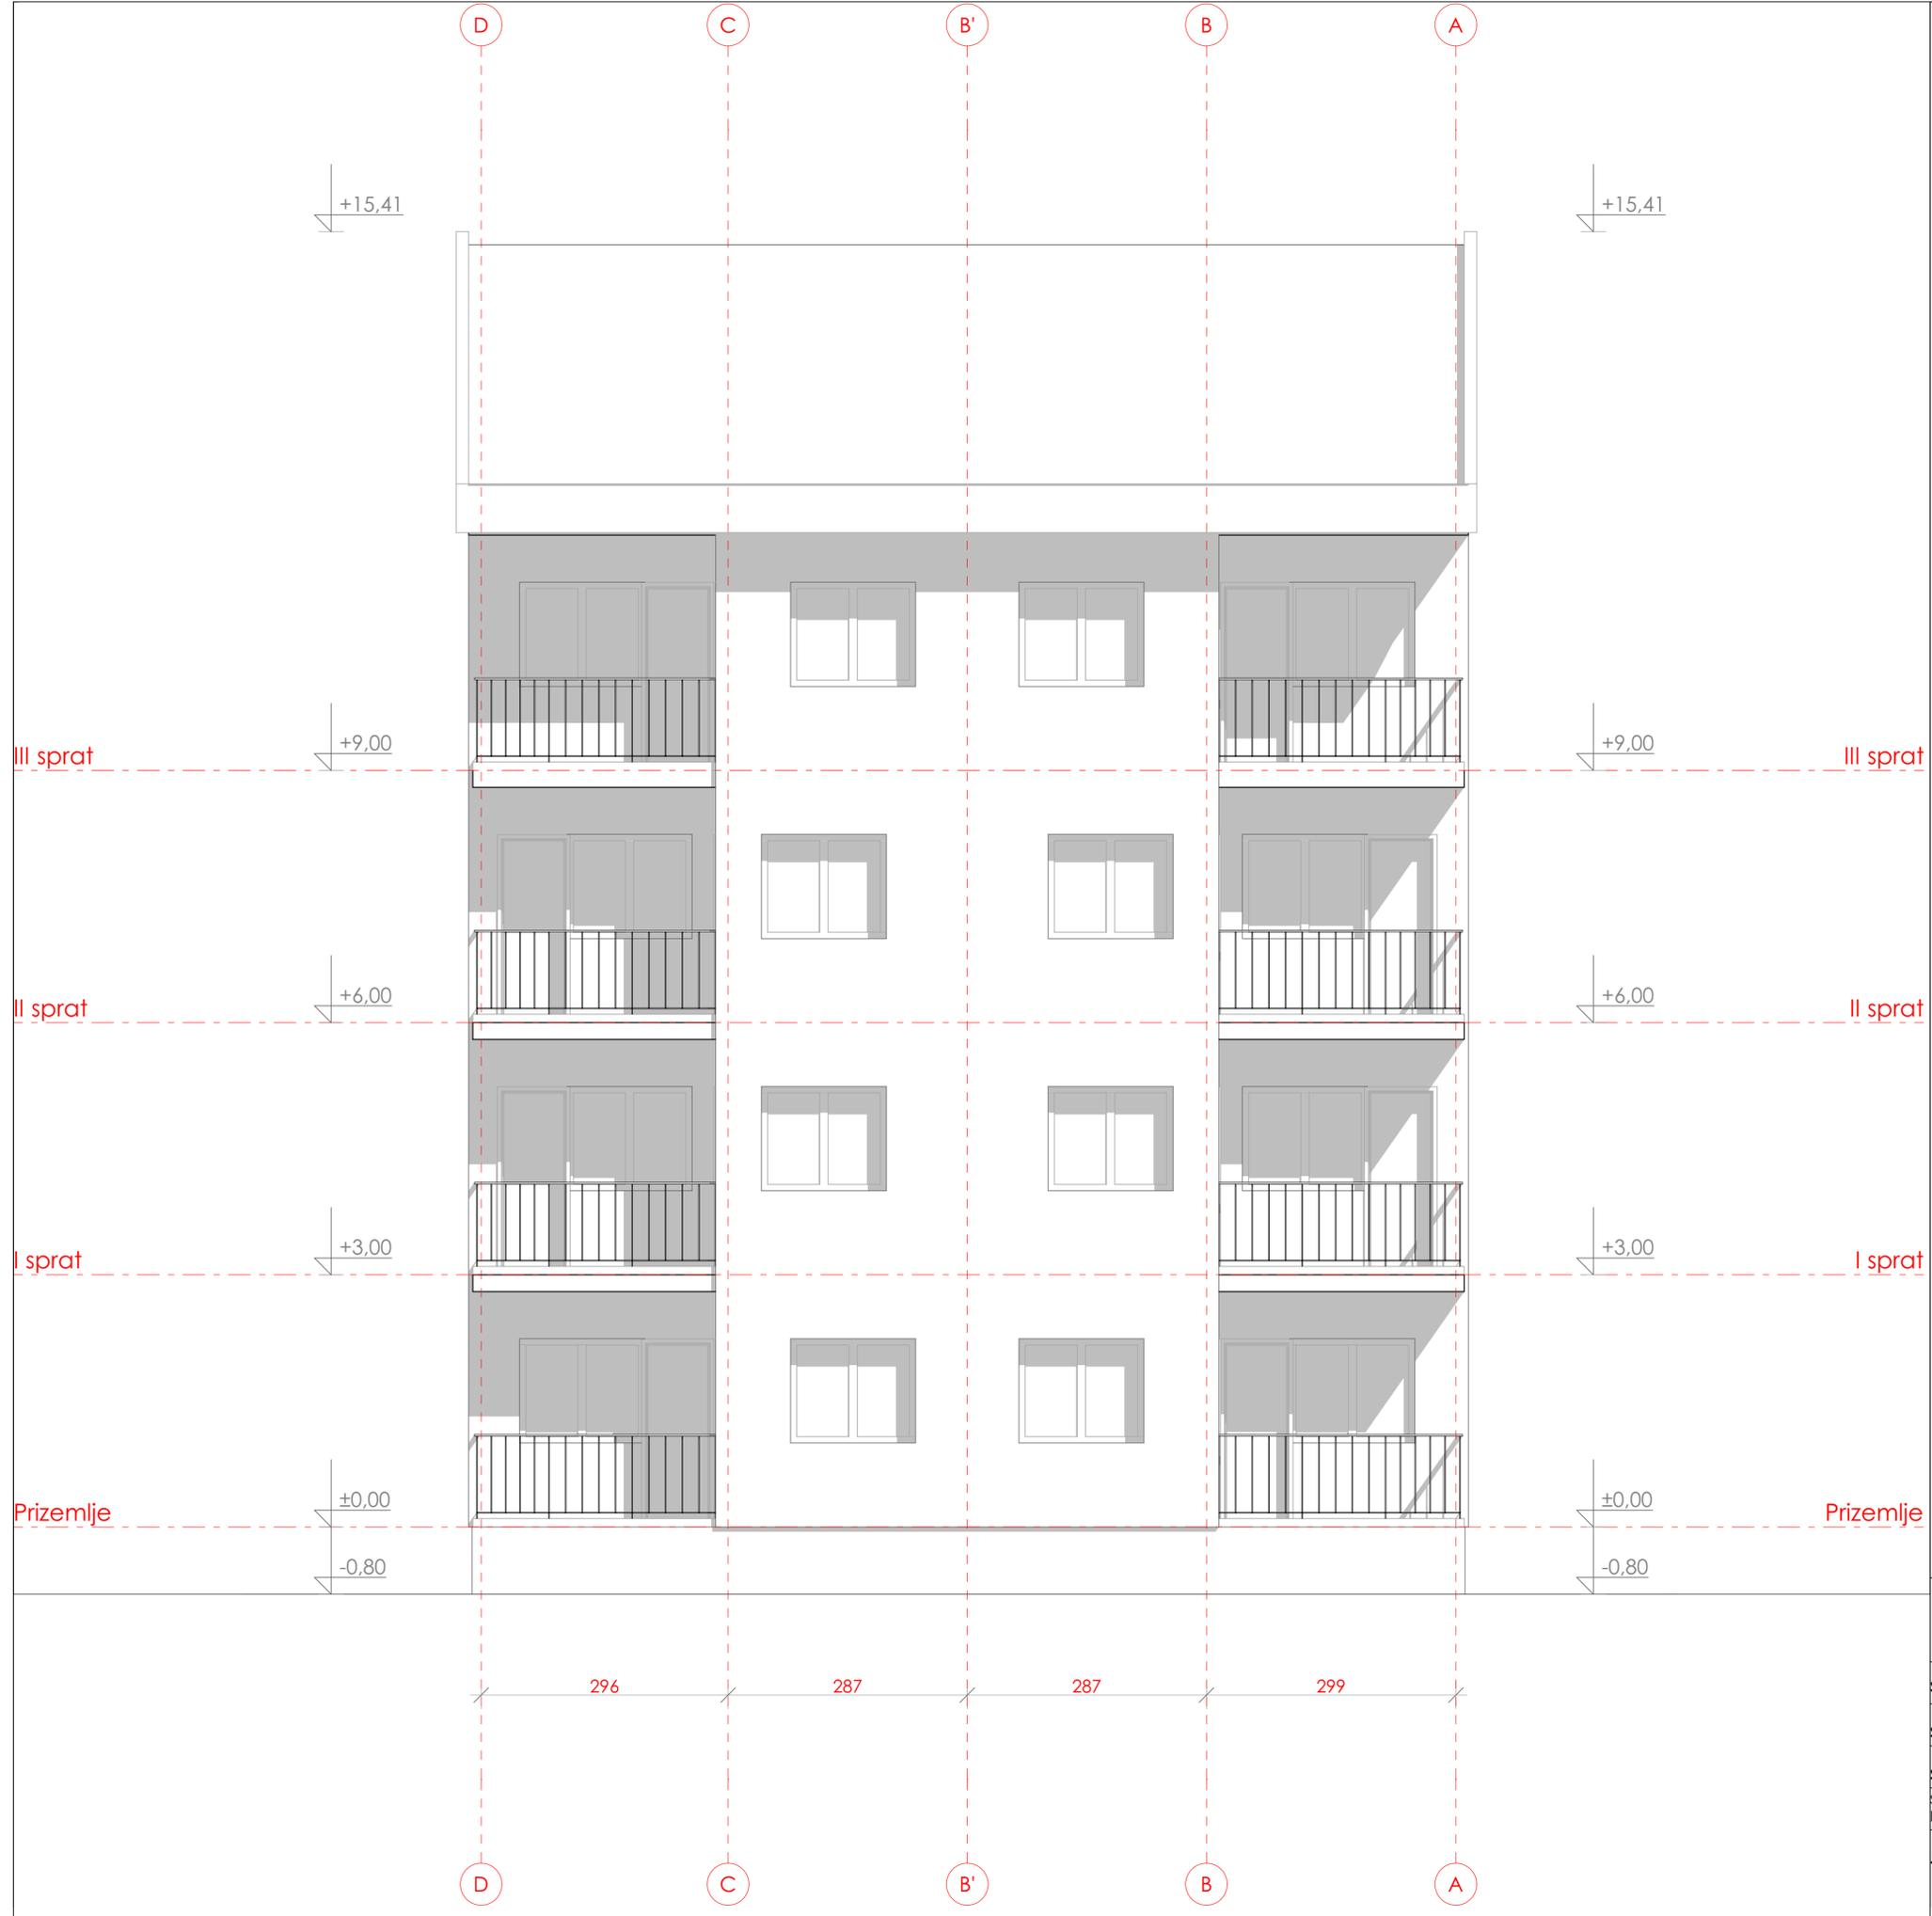 D C B' B A
+15,41 +15,41
+9,00 +9,00
III sprat III sprat
+6,00 +6,00
II sprat II sprat
+3,00 +3,00
I sprat I sprat
±0,00 ±0,00
Prizemlje Prizemlje
-0,80 -0,80
296 287 287 299
D C B' B A